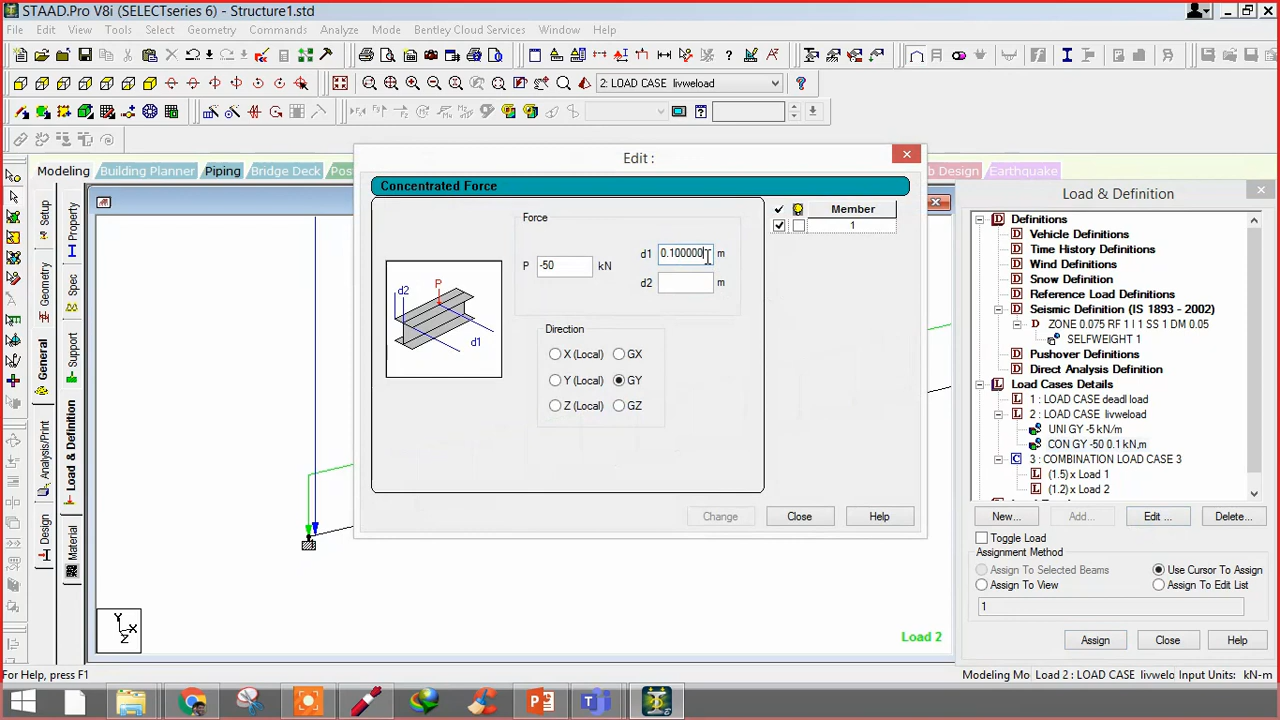 STAAD.Pro V8i (SELECTseries 6) - Structure1.std
File Edit View Tools Select Geometry Commands Analyze Mode Bentley Cloud Services Window Help
2: LOAD CASE livweload
Modeling Building Planner Piping Bridge Deck Earthquake
Edit :
Concentrated Force
Force
P -50 kN
d1 0.100000 m
d2 m
d2
P
d1
Direction
X (Local) GX
Y (Local) GY
Z (Local) GZ
Member
1
Change Close Help
Setup
Geometry
General
Analysis/Print
Design
Property
Spec
Support
Load & Definition
Material
Y
X
Z
Load 2
Load & Definition
Definitions
Vehicle Definitions
Time History Definitions
Wind Definitions
Snow Definitions
Reference Load Definitions
Seismic Definition (IS 1893 - 2002)
ZONE 0.075 RF 1 I 1 SS 1 DM 0.05
SELFWEIGHT 1
Pushover Definitions
Direct Analysis Definition
Load Cases Details
1 : LOAD CASE deadl load
2 : LOAD CASE livweload
UNI GY -5 kN/m
CON GY -50 0.1 kN,m
3 : COMBINATION LOAD CASE 3
(1.5) x Load 1
(1.2) x Load 2
New... Add... Edit ... Delete...
Toggle Load
Assignment Method
Assign To Selected Beams Use Cursor To Assign
Assign To View Assign To Edit List
1
Assign Close Help
For Help, press F1
Modeling Mo Load 2 : LOAD CASE livwelo Input Units: kN-m